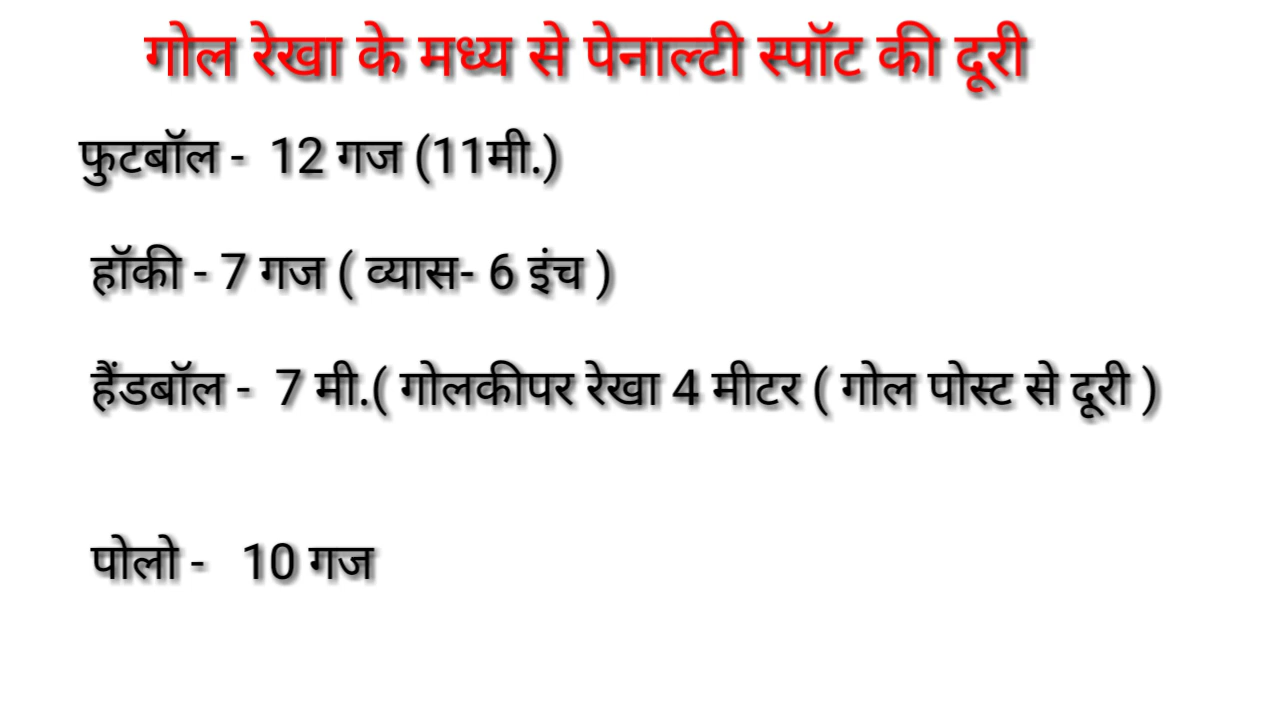 गोल रेखा के मध्य से पेनाल्टी स्पॉट की दूरी
फुटबॉल - 12 गज (11मी.)
हॉकी - 7 गज ( व्यास- 6 इंच )
हैंडबॉल - 7 मी.( गोलकीपर रेखा 4 मीटर ( गोल पोस्ट से दूरी )
पोलो - 10 गज